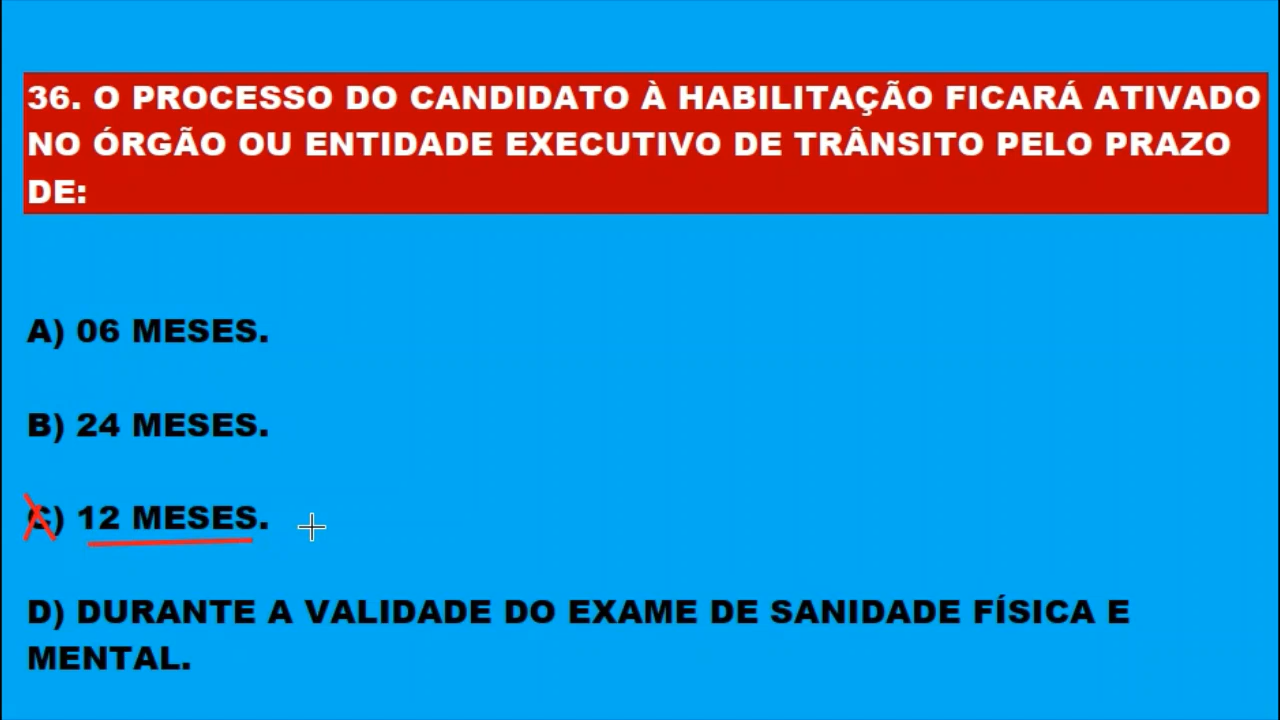 36. O PROCESSO DO CANDIDATO À HABILITAÇÃO FICARÁ ATIVADO
NO ÓRGÃO OU ENTIDADE EXECUTIVO DE TRÂNSITO PELO PRAZO
DE:
A) 06 MESES.
B) 24 MESES.
C) 12 MESES.
D) DURANTE A VALIDADE DO EXAME DE SANIDADE FÍSICA E
MENTAL.